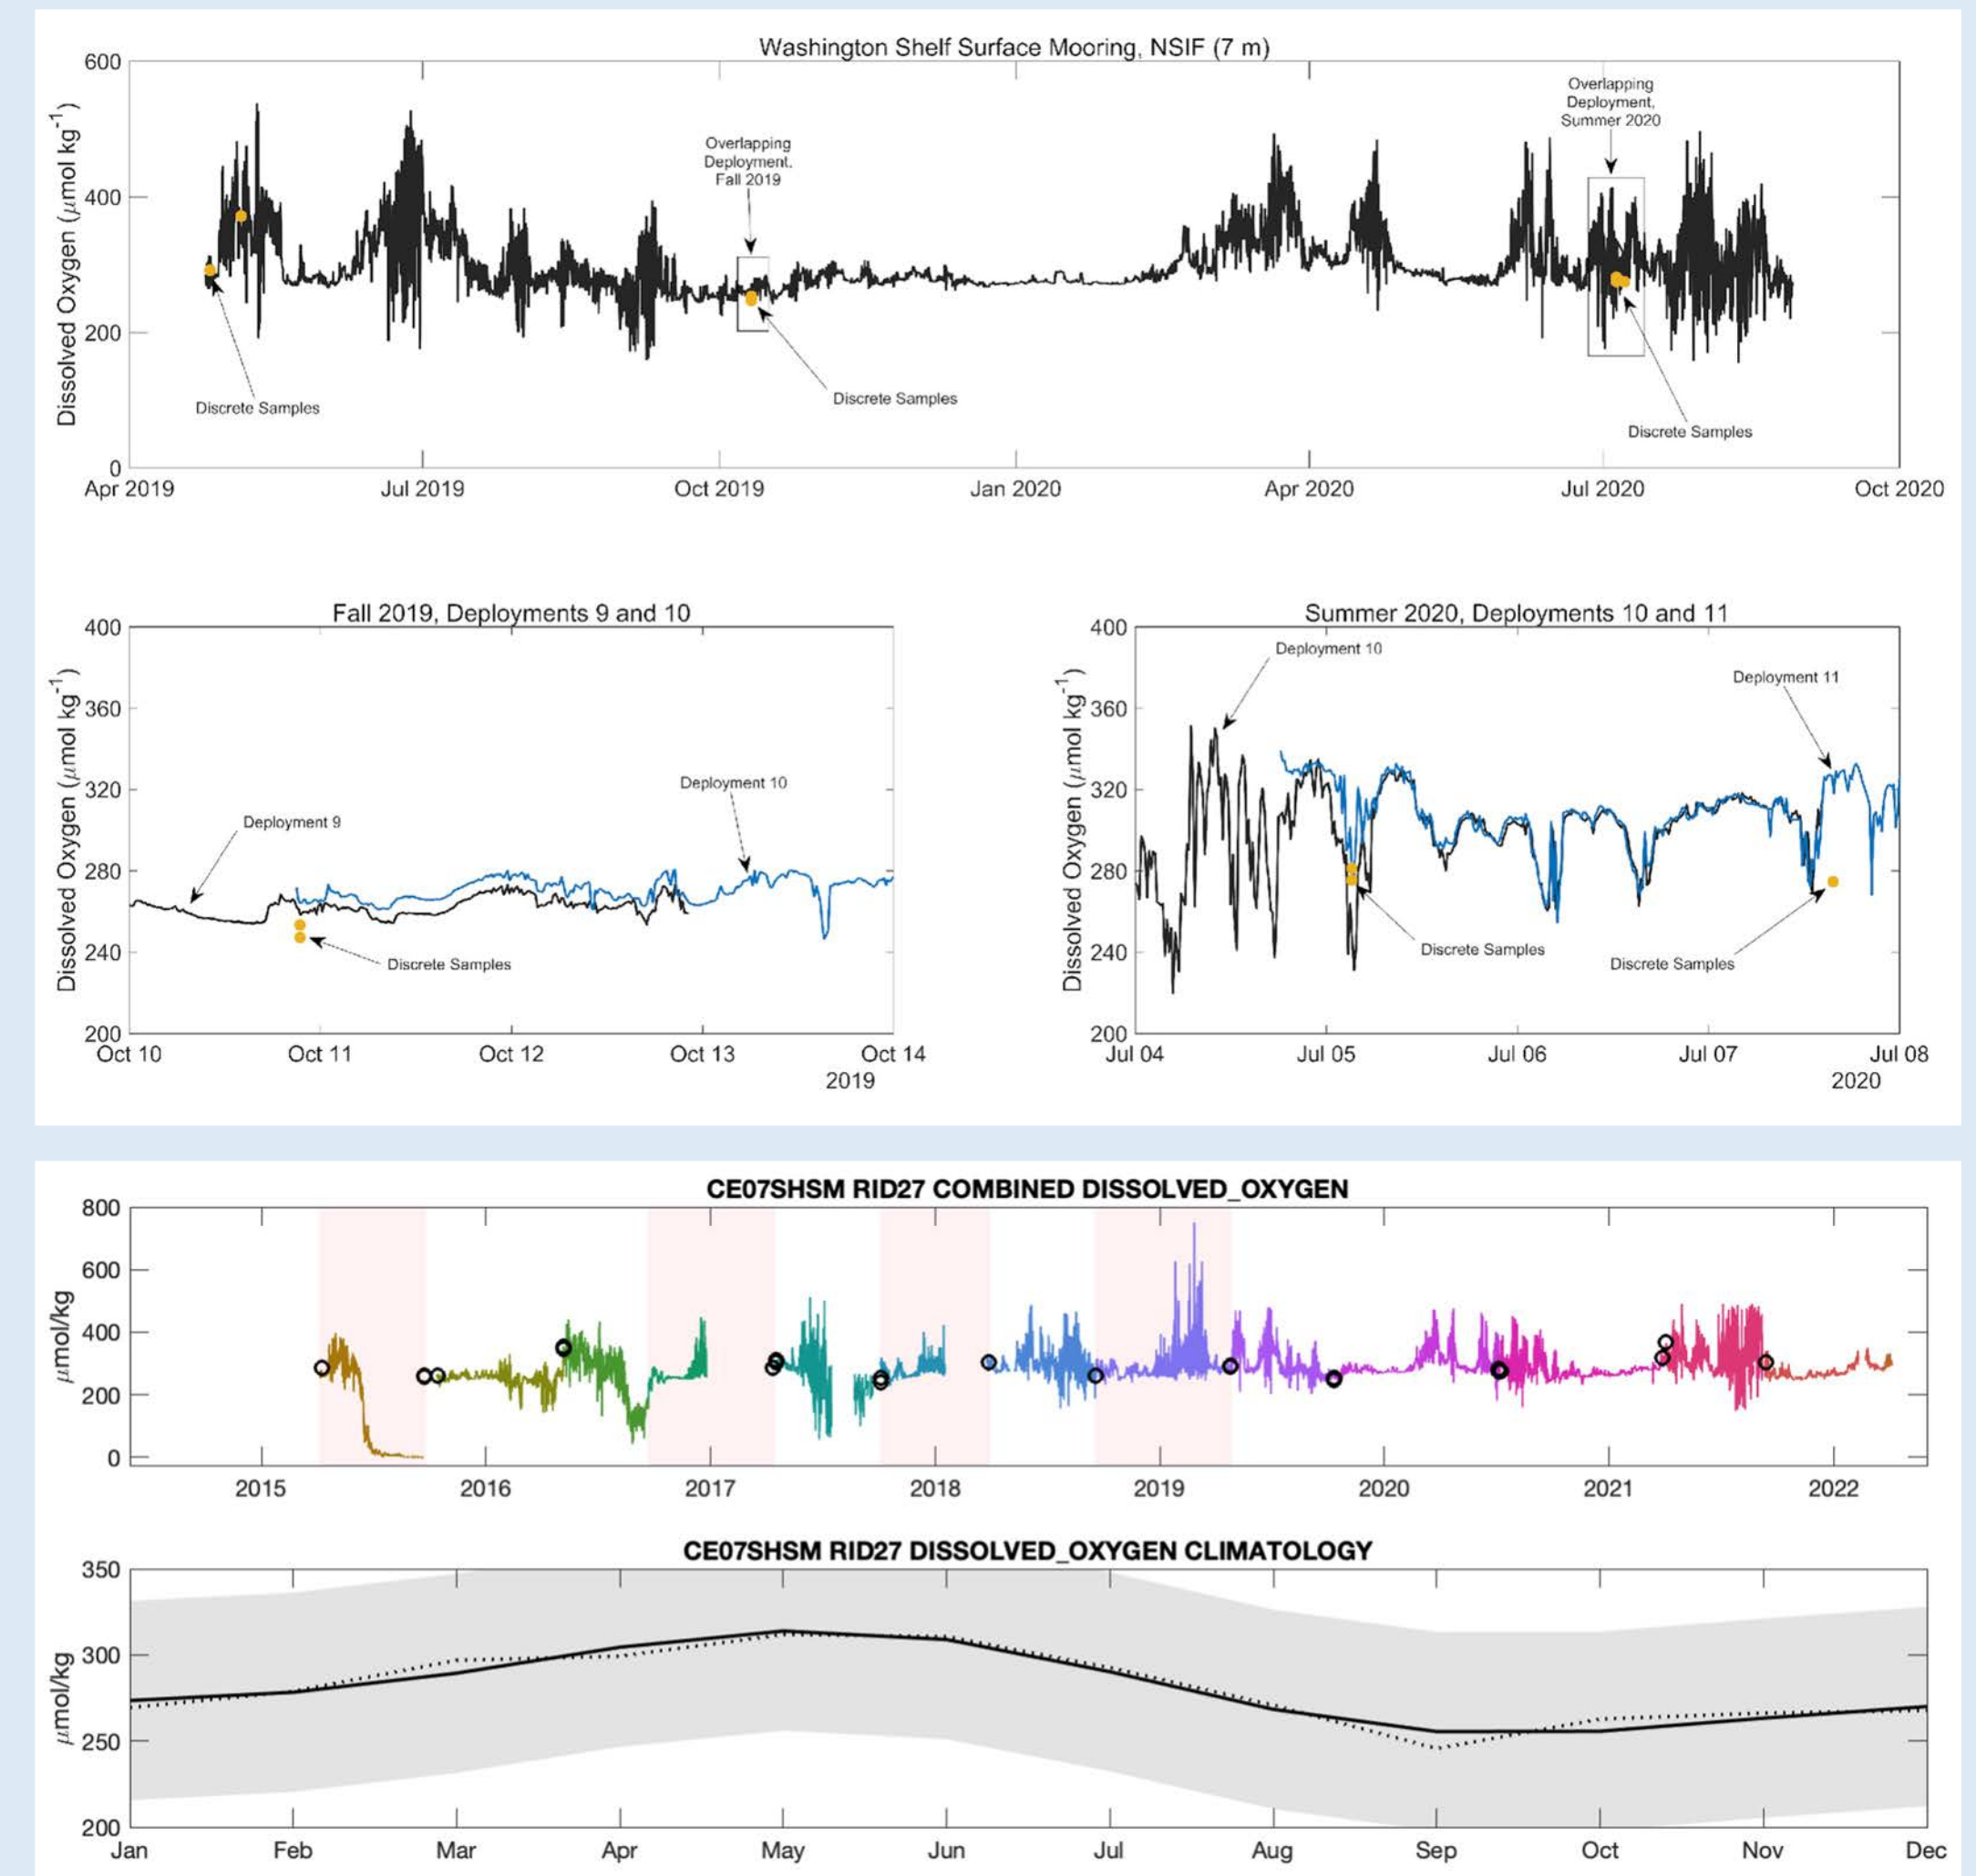 Washington Shelf Surface Mooring, NSIF (7 m)
Dissolved Oxygen (μmol kg⁻¹)
600
400
200
0
Overlapping
Deployment.
Fall 2019
Overlapping
Deployment,
Summer 2020
Discrete Samples
Discrete Samples
Discrete Samples
Apr 2019
Jul 2019
Oct 2019
Jan 2020
Apr 2020
Jul 2020
Oct 2020
Fall 2019, Deployments 9 and 10
Dissolved Oxygen (μmol kg⁻¹)
400
360
320
280
240
200
Deployment 9
Deployment 10
Discrete Samples
Oct 10
Oct 11
Oct 12
Oct 13
Oct 14
2019
Summer 2020, Deployments 10 and 11
Dissolved Oxygen (μmol kg⁻¹)
400
360
320
280
240
200
Deployment 10
Deployment 11
Discrete Samples
Discrete Samples
Jul 04
Jul 05
Jul 06
Jul 07
Jul 08
2020
CE07SHSM RID27 COMBINED DISSOLVED_OXYGEN
μmol/kg
800
600
400
200
0
2015
2016
2017
2018
2019
2020
2021
2022
CE07SHSM RID27 DISSOLVED_OXYGEN CLIMATOLOGY
μmol/kg
350
300
250
200
Jan
Feb
Mar
Apr
May
Jun
Jul
Aug
Sep
Oct
Nov
Dec